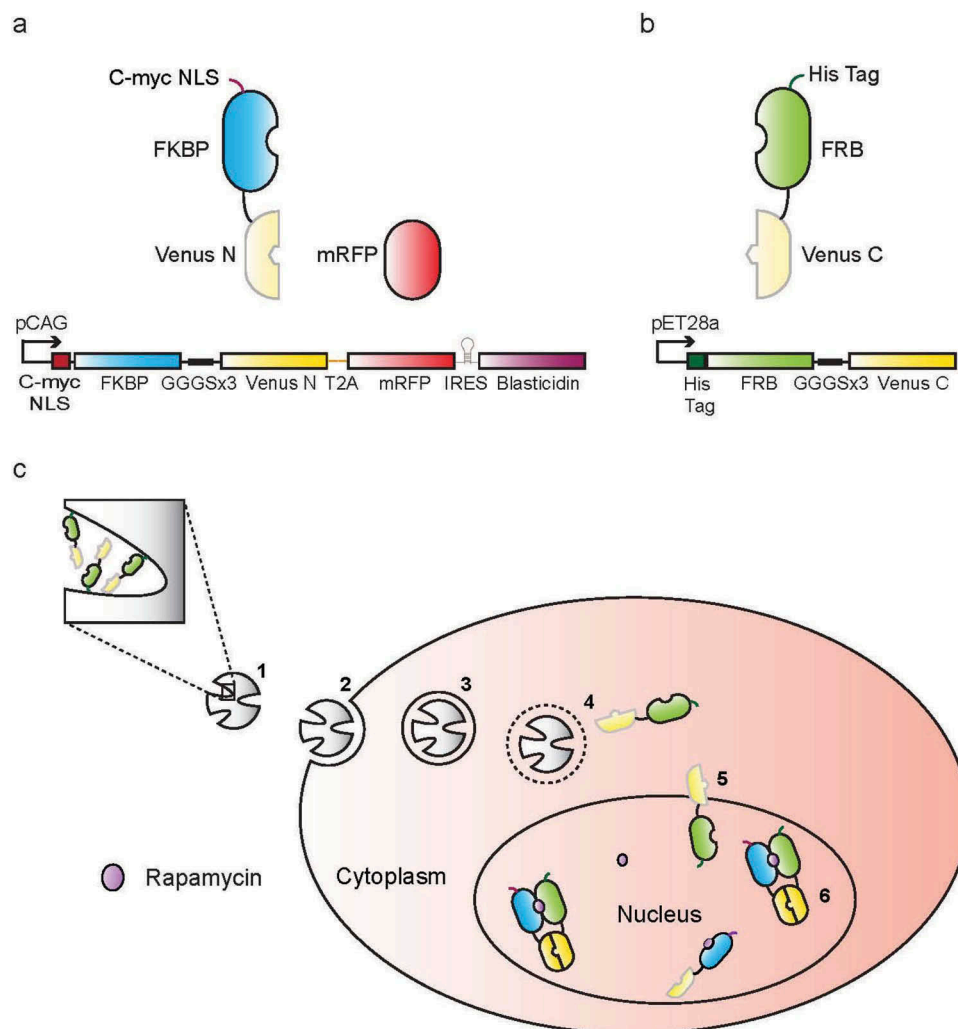 a
b
C-myc NLS
His Tag
FKBP
FRB
Venus N
mRFP
Venus C
pCAG
pET28a
C-myc
NLS
FKBP
GGGSx3
Venus N
T2A
mRFP
IRES
Blasticidin
His
Tag
FRB
GGGSx3
Venus C
c
1
2
3
4
5
6
Rapamycin
Cytoplasm
Nucleus